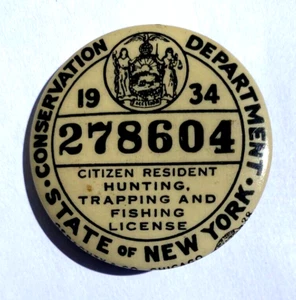 CONSERVATION DEPARTMENT
19 34
278604
CITIZEN RESIDENT
HUNTING,
TRAPPING AND
FISHING
LICENSE
• STATE OF NEW YORK •